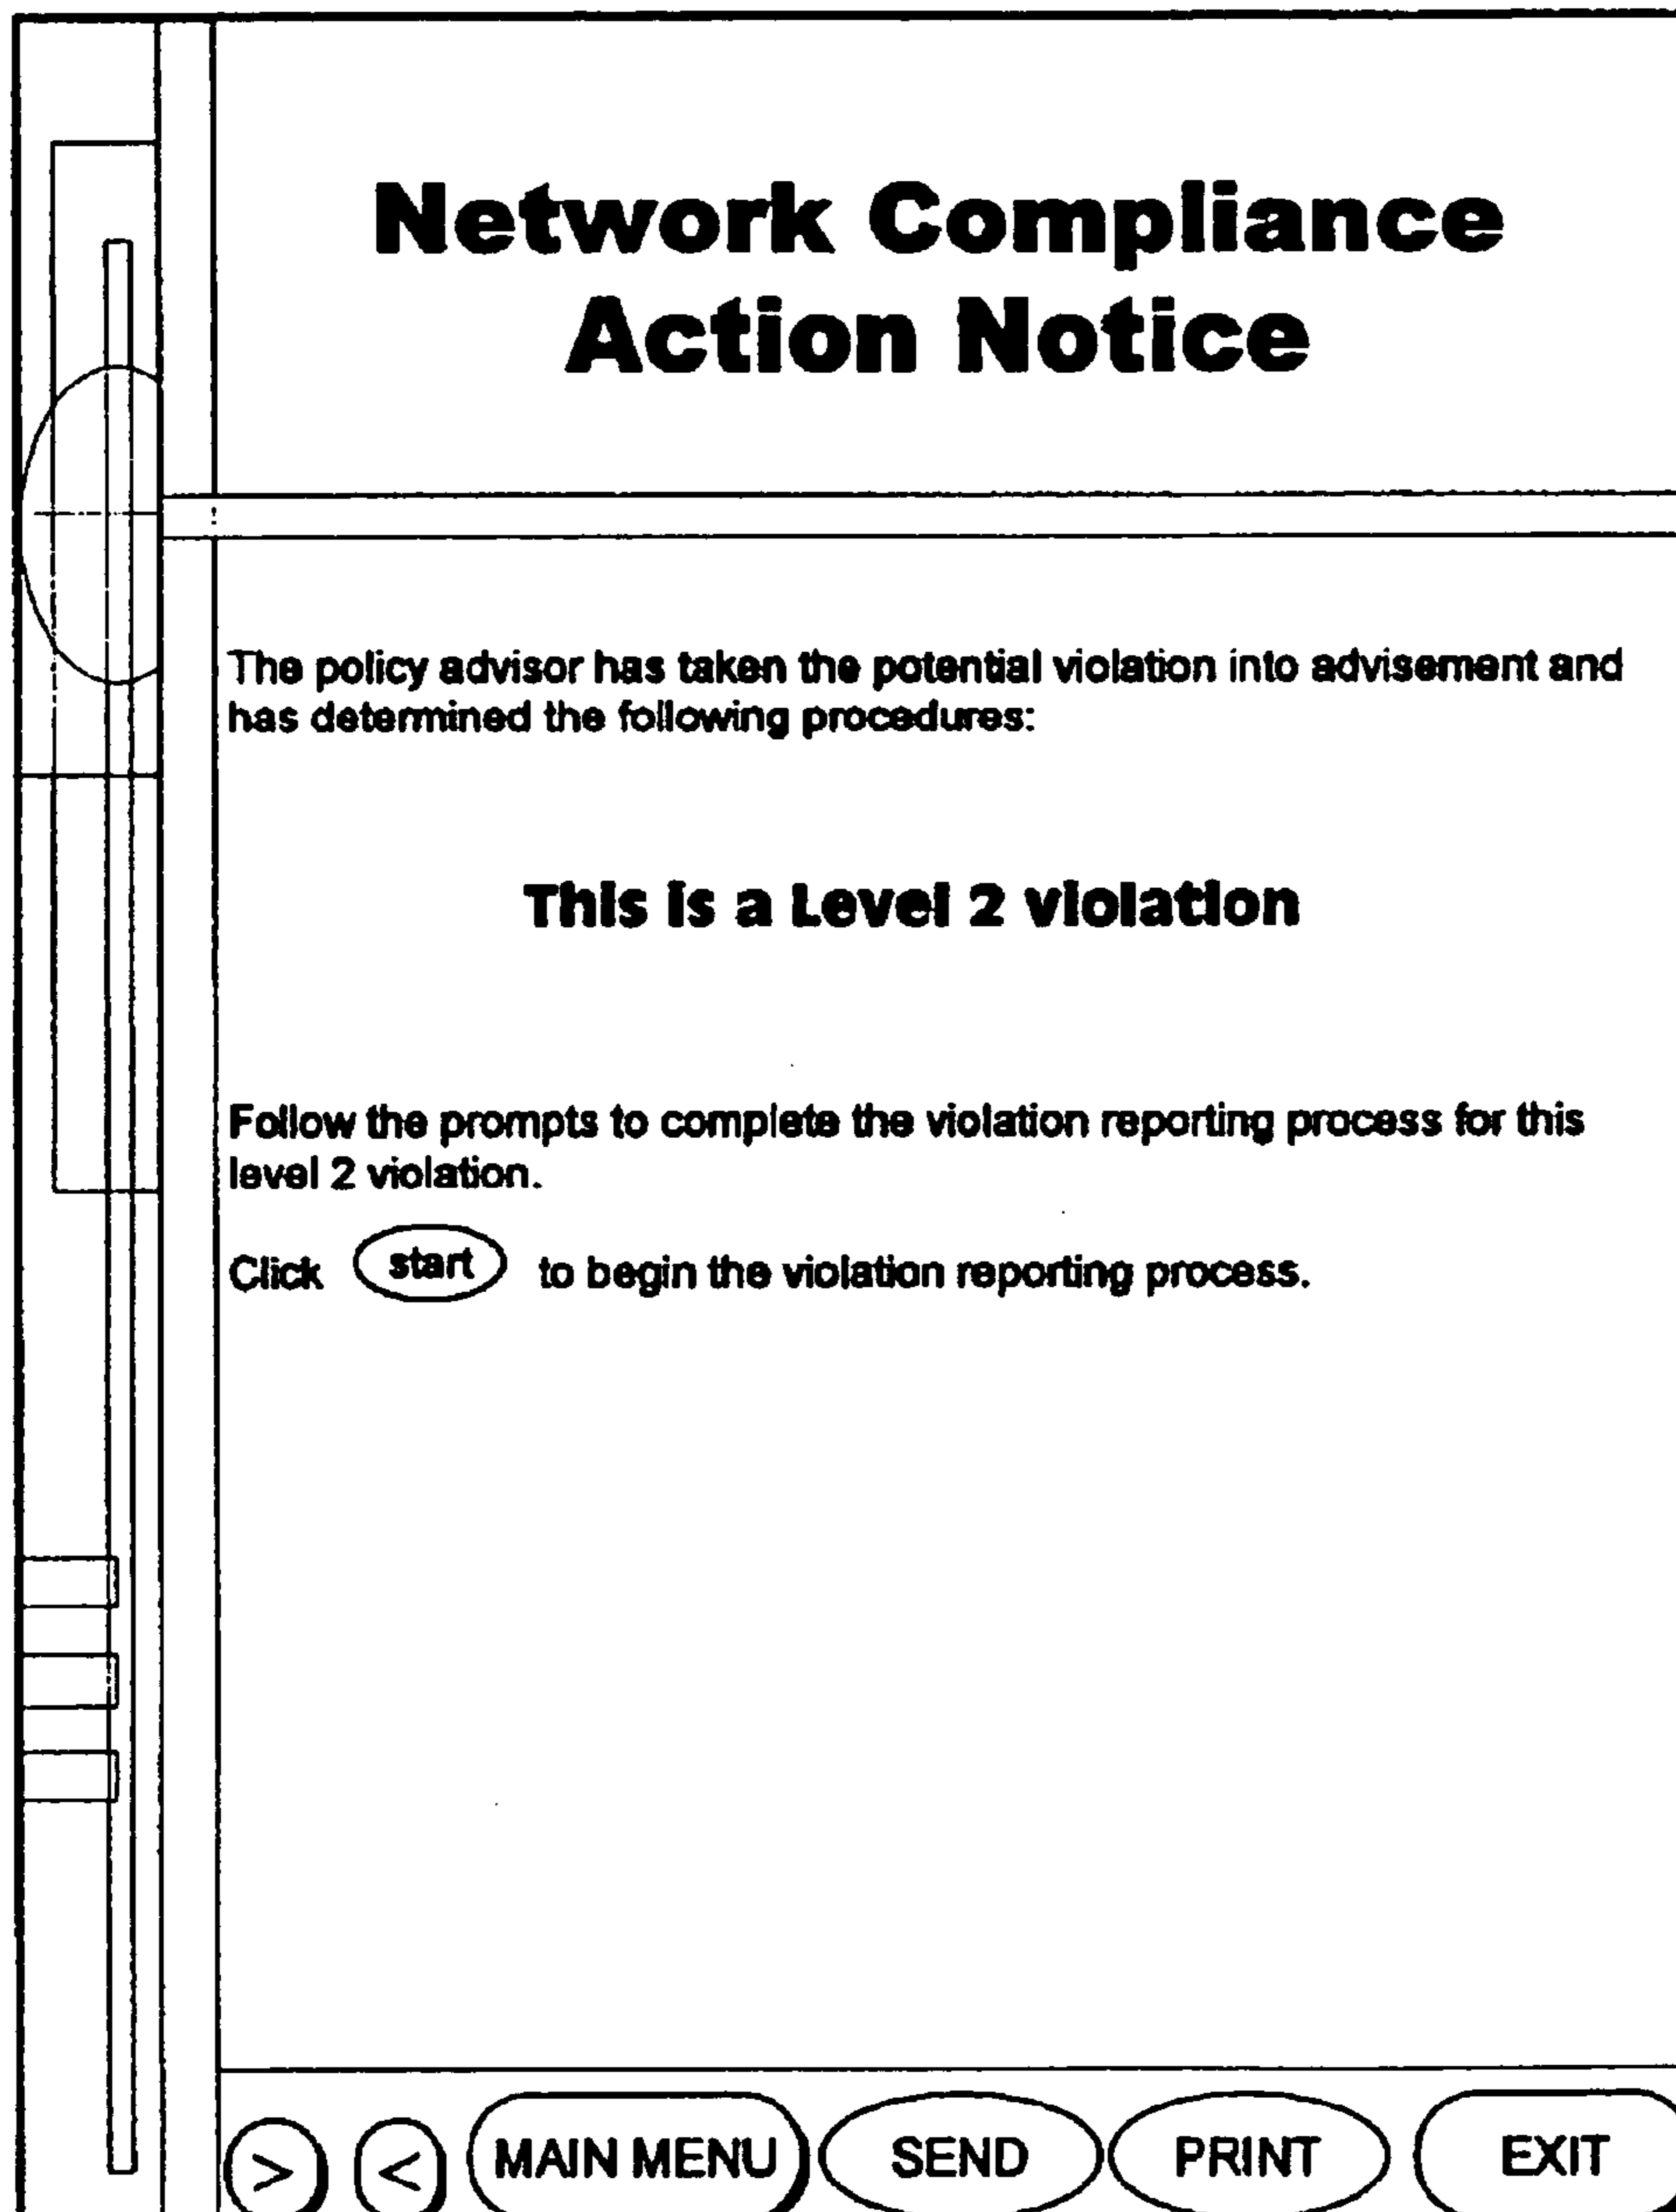 Network Compliance
Action Notice
The policy advisor has taken the potential violation into advisement and
has determined the following procedures:
This is a Level 2 violation
Follow the prompts to complete the violation reporting process for this
level 2 violation.
Click start to begin the violation reporting process.
> < MAIN MENU SEND PRINT EXIT